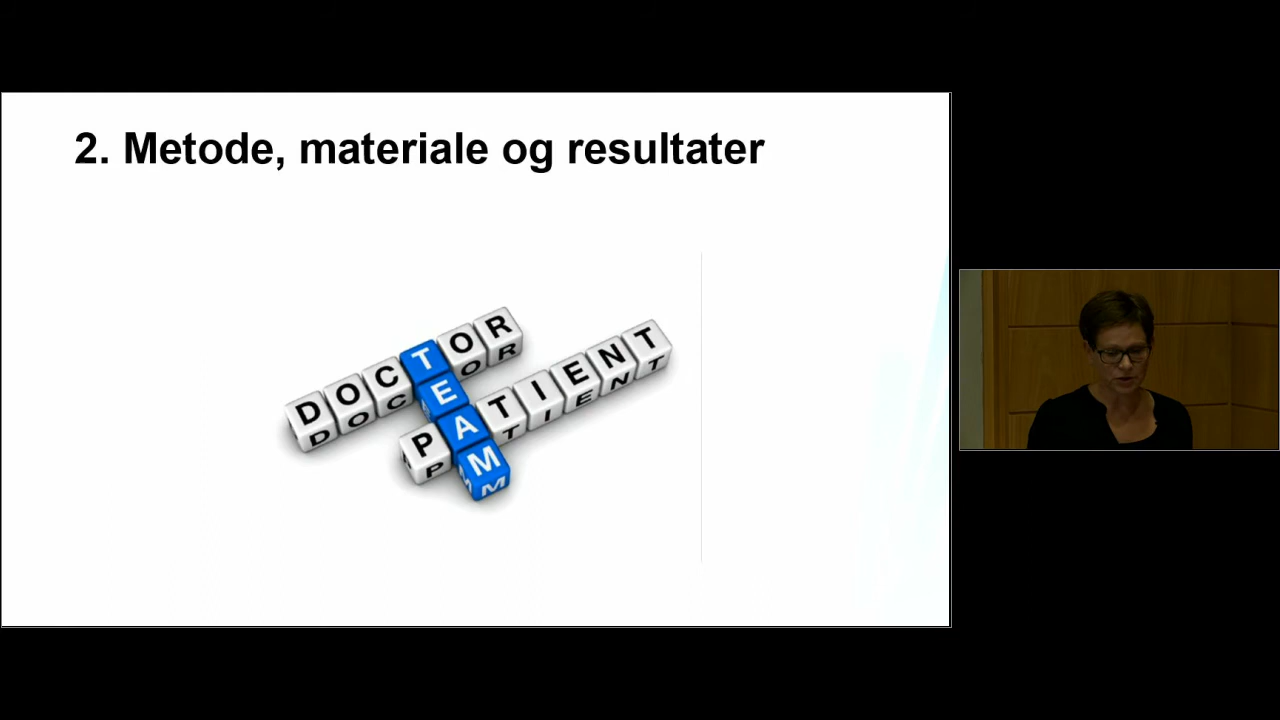 2. Metode, materiale og resultater
DOCTOR
TEAM
PATIENT